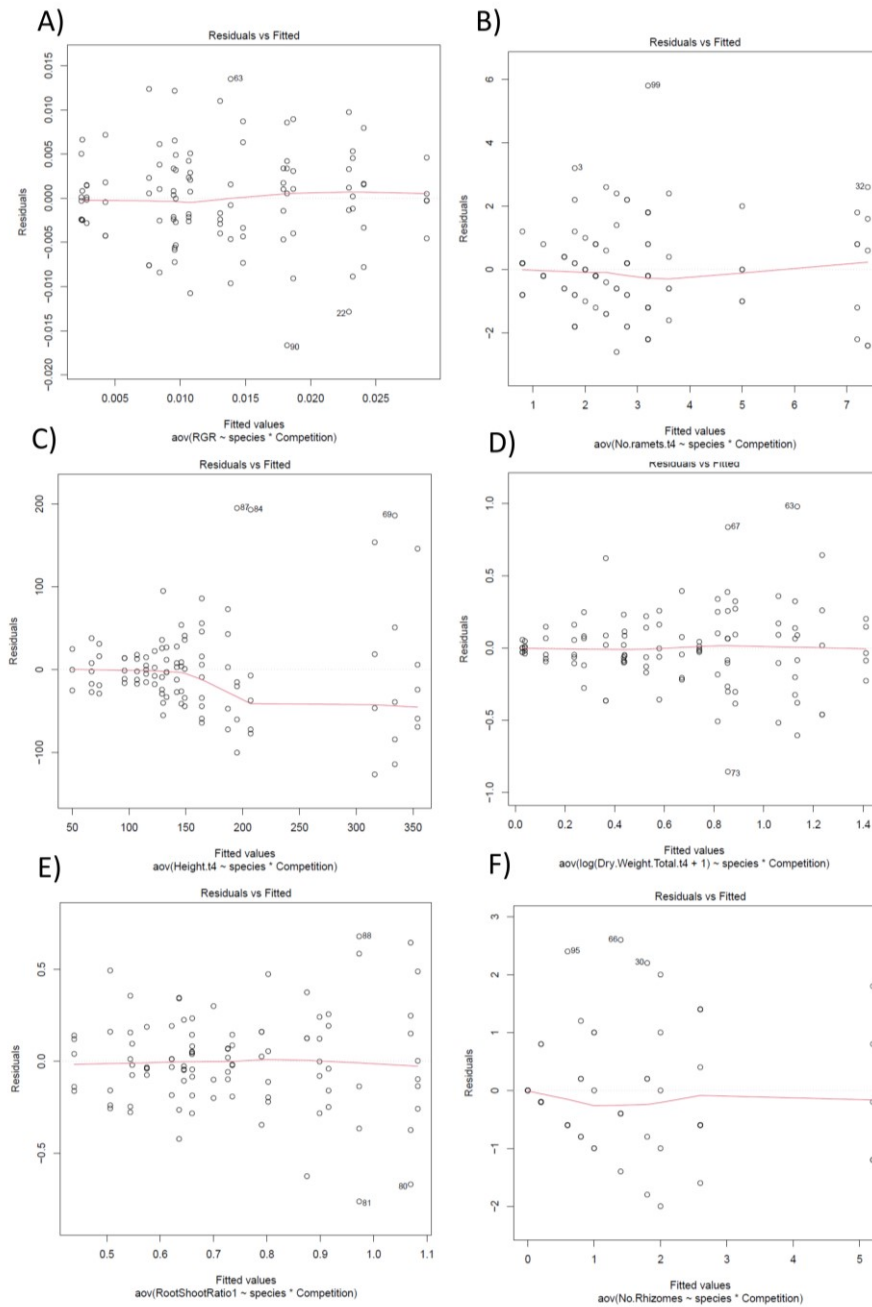 A)
Residuals vs Fitted
0.015
0.010
0.005
0.000
-0.005
-0.010
-0.015
-0.020
Residuals
63
22
90
0.005 0.010 0.015 0.020 0.025
Fitted values
aov(RGR ~ species * Competition)
B)
Residuals vs Fitted
6
4
2
0
-2
Residuals
99
3
32
1 2 3 4 5 6 7
Fitted values
aov(No.ramets.t4 ~ species * Competition)
C)
Residuals vs Fitted
200
100
0
-100
Residuals
87 84
69
50 100 150 200 250 300 350
Fitted values
aov(Height.t4 ~ species * Competition)
D)
Residuals vs Fitted
1.0
0.5
0.0
-0.5
-1.0
Residuals
63
67
73
0.0 0.2 0.4 0.6 0.8 1.0 1.2 1.4
Fitted values
aov(log(Dry.Weight.Total.t4 + 1) ~ species * Competition)
E)
Residuals vs Fitted
0.5
0.0
-0.5
Residuals
88
80
81
0.5 0.6 0.7 0.8 0.9 1.0 1.1
Fitted values
aov(RootShootRatio1 ~ species * Competition)
F)
Residuals vs Fitted
3
2
1
0
-1
-2
Residuals
95
66
30
0 1 2 3 4 5
Fitted values
aov(No.Rhizomes ~ species * Competition)